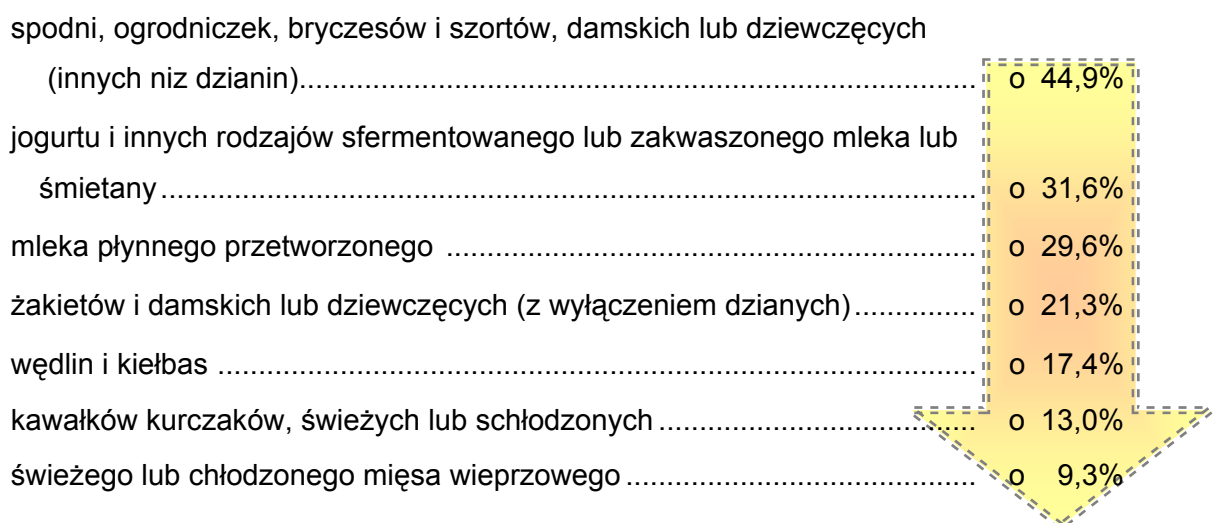 spodni, ogrodniczek, bryczesów i szortów, damskich lub dziewczęcych
(innych niz dzianin)................................................................................... o 44,9%
jogurtu i innych rodzajów sfermentowanego lub zakwaszonego mleka lub
śmietany.................................................................................................... o 31,6%
mleka płynnego przetworzonego ................................................................. o 29,6%
żakietów i damskich lub dziewczęcych (z wyłączeniem dzianych)............... o 21,3%
wędlin i kiełbas ............................................................................................. o 17,4%
kawałków kurczaków, świeżych lub schłodzonych....................................... o 13,0%
świeżego lub chłodzonego mięsa wieprzowego........................................... o 9,3%